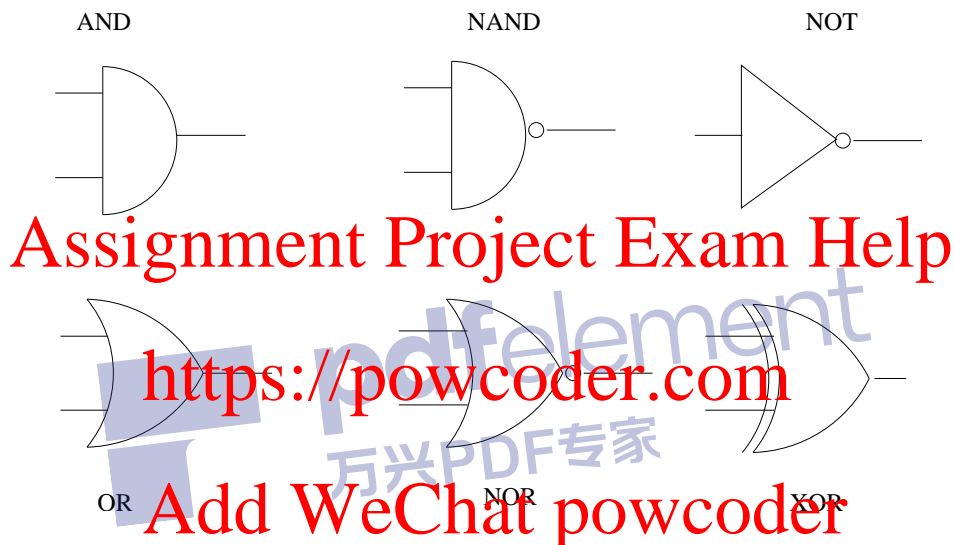 AND NAND NOT
Assignment Project Exam Help
pdfelement
https://powcoder.com
万兴PDF专家
OR NOR XOR
Add WeChat powcoder